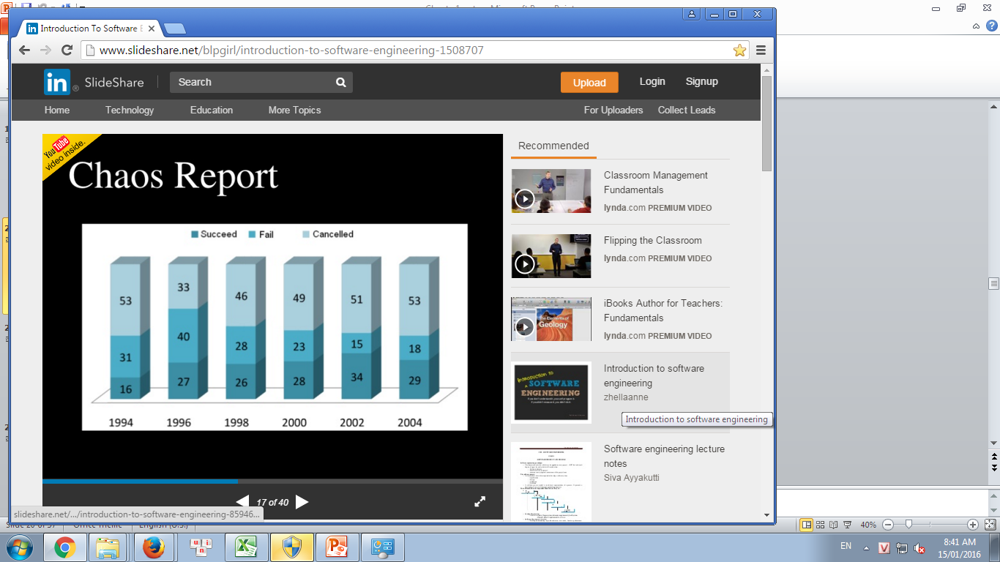 Introduction To Software E
www.slideshare.net/blpgirl/introduction-to-software-engineering-1508707
in® SlideShare
Search
Upload
Login
Signup
Home
Technology
Education
More Topics
For Uploaders
Collect Leads
YouTube
video inside.
Chaos Report
Succeed Fail Cancelled
53 33 46 49 51 53
31 40 28 23 15 18
16 27 26 28 34 29
1994 1996 1998 2000 2002 2004
17 of 40
Recommended
Classroom Management
Fundamentals
lynda.com PREMIUM VIDEO
Flipping the Classroom
lynda.com PREMIUM VIDEO
iBooks Author for Teachers:
Fundamentals
lynda.com PREMIUM VIDEO
the Elements of
Geology
Introduction to
SOFTWARE
ENGINEERING
Introduction to software
engineering
zhellaanne
Introduction to software engineering
Software engineering lecture
notes
Siva Ayyakutti
slideshare.net/.../introduction-to-software-engineering-85946...
English (U.S.)
40%
EN
8:41 AM
15/01/2016